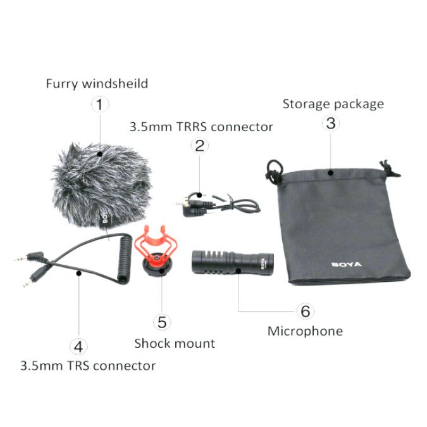 Furry windsheild
1
Storage package
3
3.5mm TRRS connector
2
BOYA
6
Microphone
5
Shock mount
4
3.5mm TRS connector